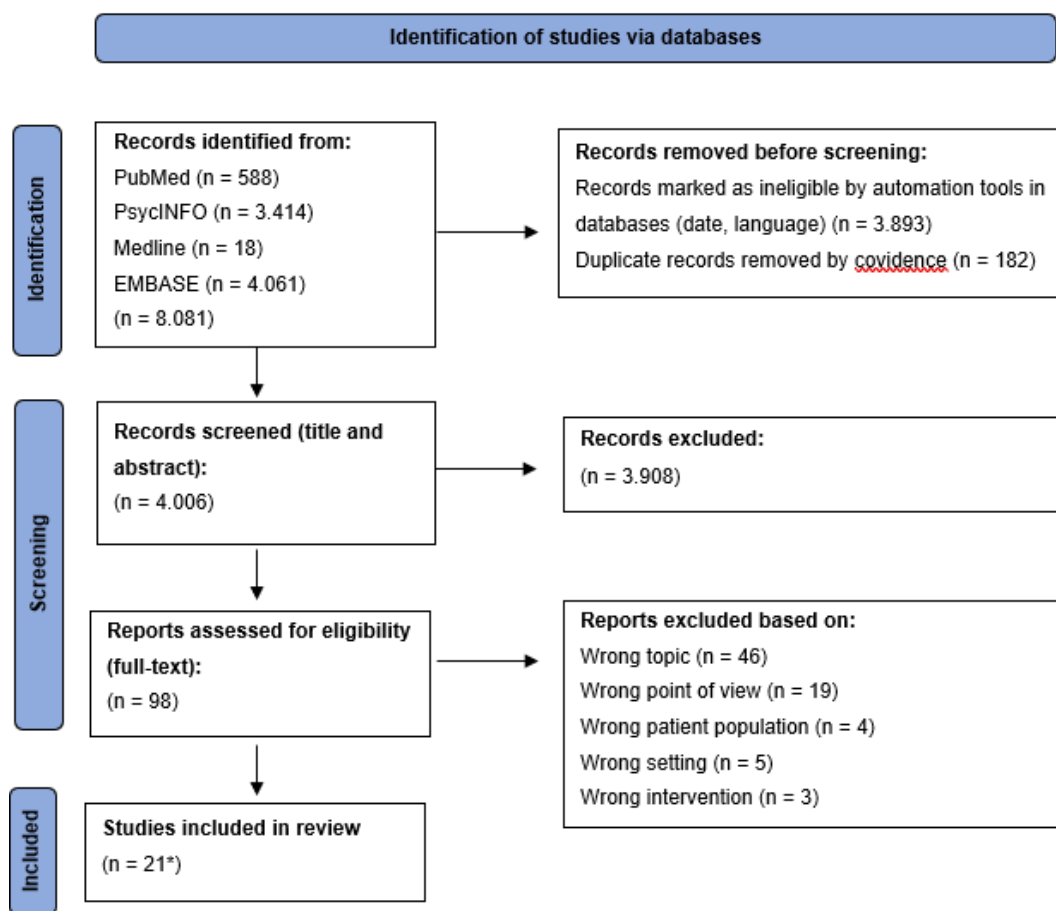 Identification of studies via databases
Identification
Records identified from:
PubMed (n = 588)
PsycINFO (n = 3.414)
Medline (n = 18)
EMBASE (n = 4.061)
(n = 8.081)
Records removed before screening:
Records marked as ineligible by automation tools in
databases (date, language) (n = 3.893)
Duplicate records removed by covidence (n = 182)
Screening
Records screened (title and
abstract):
(n = 4.006)
Records excluded:
(n = 3.908)
Reports assessed for eligibility
(full-text):
(n = 98)
Reports excluded based on:
Wrong topic (n = 46)
Wrong point of view (n = 19)
Wrong patient population (n = 4)
Wrong setting (n = 5)
Wrong intervention (n = 3)
Included
Studies included in review
(n = 21*)